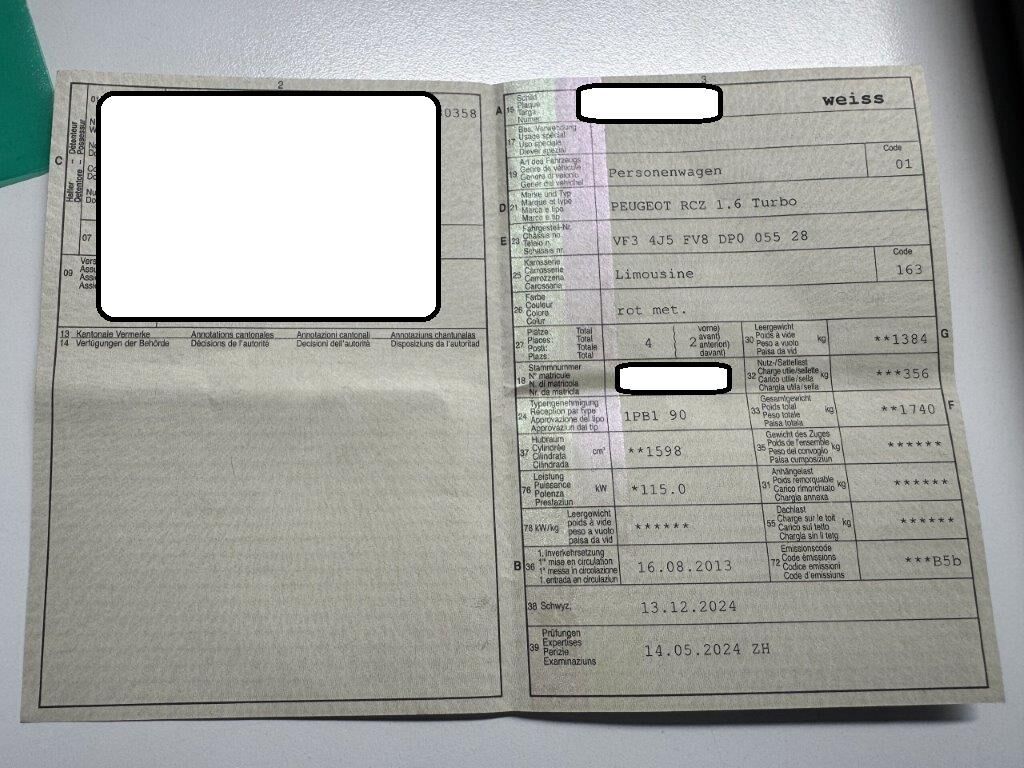 2
C
Halter - Détenteur
Detentore - Possessur
01
0358
07
09
13 Kantonale Vermerke Annotations cantonales Annotazioni cantonali Annotaziuns chantunalas
14 Verfügungen der Behörde Décisions de l'autorité Decisioni dell'autorità Disposiziuns da l'autoritad
3
A 15 Schild
Plaque
Targa
Numer
weiss
17 Bes. Verwendung
Usage spécial
Uso speciale
Diever spezial
19 Art des Fahrzeugs
Genre de véhicule
Genere di veicolo
Gener dal vehichel
Personenwagen
Code
01
D 21 Marke und Typ
Marque et type
Marca e tipo
Marca e tip
PEUGEOT RCZ 1.6 Turbo
E 23 Fahrgestell-Nr.
Châssis no
Telaio n.
Schassis nr.
VF3 4J5 FV8 DP0 055 28
25 Karosserie
Carrosserie
Carrozzeria
Carossaria
Limousine
Code
163
26 Farbe
Couleur
Colore
Colur
rot met.
27 Plätze: Total
Places: Total
Posti: Totale
Plazs: Total
4
2
vorne)
avant)
anteriori)
davant)
30 Leergewicht
Poids à vide
Peso a vuoto
Paisa da vid
kg
**1384
G
18 Stammnummer
N° matricule
N. di matricola
Nr. da matricla
32 Nutz-/Sattellast
Charge utile/sellette
Carico utile/sella
Chargia utila/sella
kg
***356
24 Typengenehmigung
Réception par type
Approvazione del tipo
Approvaziun dal tip
1PB1 90
33 Gesamtgewicht
Poids total
Peso totale
Paisa totala
kg
**1740
F
37 Hubraum
Cylindrée
Cilindrata
Cilindrada
cm³
**1598
35 Gewicht des Zuges
Poids de l'ensemble
Peso del convoglio
Paisa cumposiziun
kg
******
76 Leistung
Puissance
Potenza
Prestaziun
kW
*115.0
31 Anhängelast
Poids remorquable
Carico rimorchiato
Chargia annexa
kg
******
78 kW/kg
Leergewicht
poids à vide
peso a vuoto
paisa da vid
******
55 Dachlast
Charge sur le toit
Carico sul tetto
Chargia sin il tetg
kg
******
B 36 1. Inverkehrsetzung
1re mise en circulation
1a messa in circolazione
1. entrada en circulaziun
16.08.2013
72 Emissionscode
Code émissions
Codice emissioni
Code d'emissiuns
***B5b
38 Schwyz,
13.12.2024
39 Prüfungen
Expertises
Perizie
Examinaziuns
14.05.2024 ZH